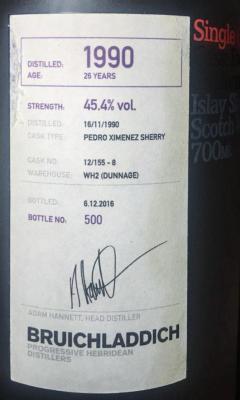 DISTILLED: 1990
AGE: 26 YEARS
STRENGTH: 45.4% vol.
DISTILLED: 16/11/1990
CASK TYPE: PEDRO XIMENEZ SHERRY
CASK NO: 12/155 - 8
WAREHOUSE: WH2 (DUNNAGE)
BOTTLED: 6.12.2016
BOTTLE NO: 500
ADAM HANNETT, HEAD DISTILLER
BRUICHLADDICH
PROGRESSIVE HEBRIDEAN
DISTILLERS
Single
Islay S
Scotch
700m